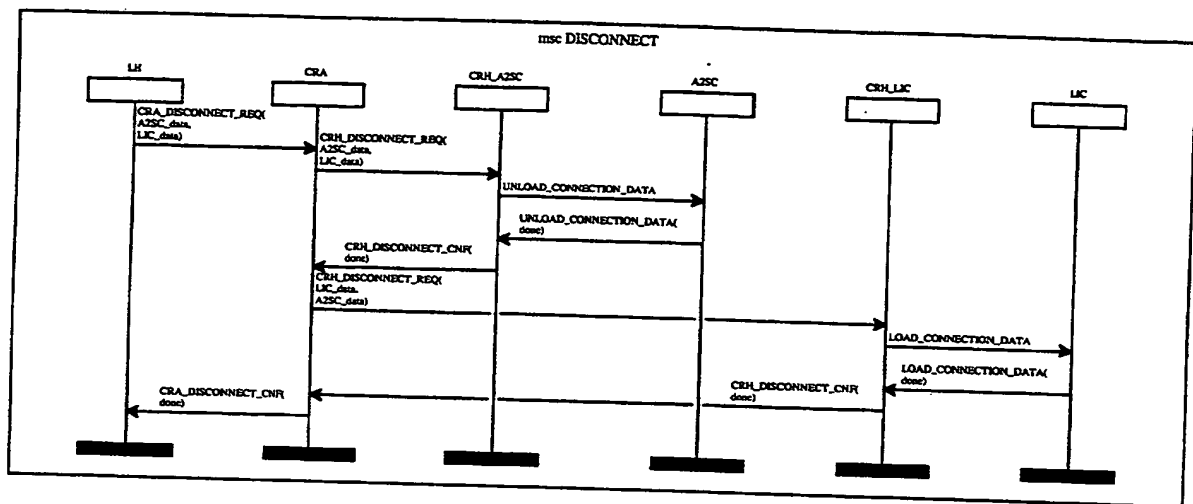 msc DISCONNECT
LH
CRA
CRH_A2SC
A2SC
CRH_LIC
LIC
CRA_DISCONNECT_REQ(
A2SC_data,
LIC_data)
CRH_DISCONNECT_REQ(
A2SC_data,
LIC_data)
UNLOAD_CONNECTION_DATA
UNLOAD_CONNECTION_DATA(
done)
CRH_DISCONNECT_CNF(
done)
CRH_DISCONNECT_REQ(
LIC_data,
A2SC_data)
LOAD_CONNECTION_DATA
LOAD_CONNECTION_DATA(
done)
CRH_DISCONNECT_CNF(
done)
CRA_DISCONNECT_CNF(
done)